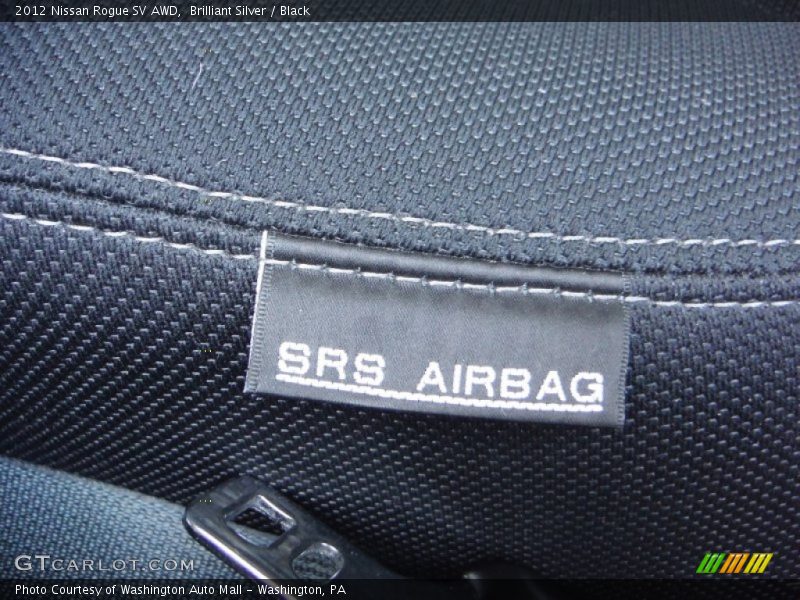 2012 Nissan Rogue SV AWD,  Brilliant Silver / Black
SRS AIRBAG
GTcarlot.com
Photo Courtesy of Washington Auto Mall - Washington, PA